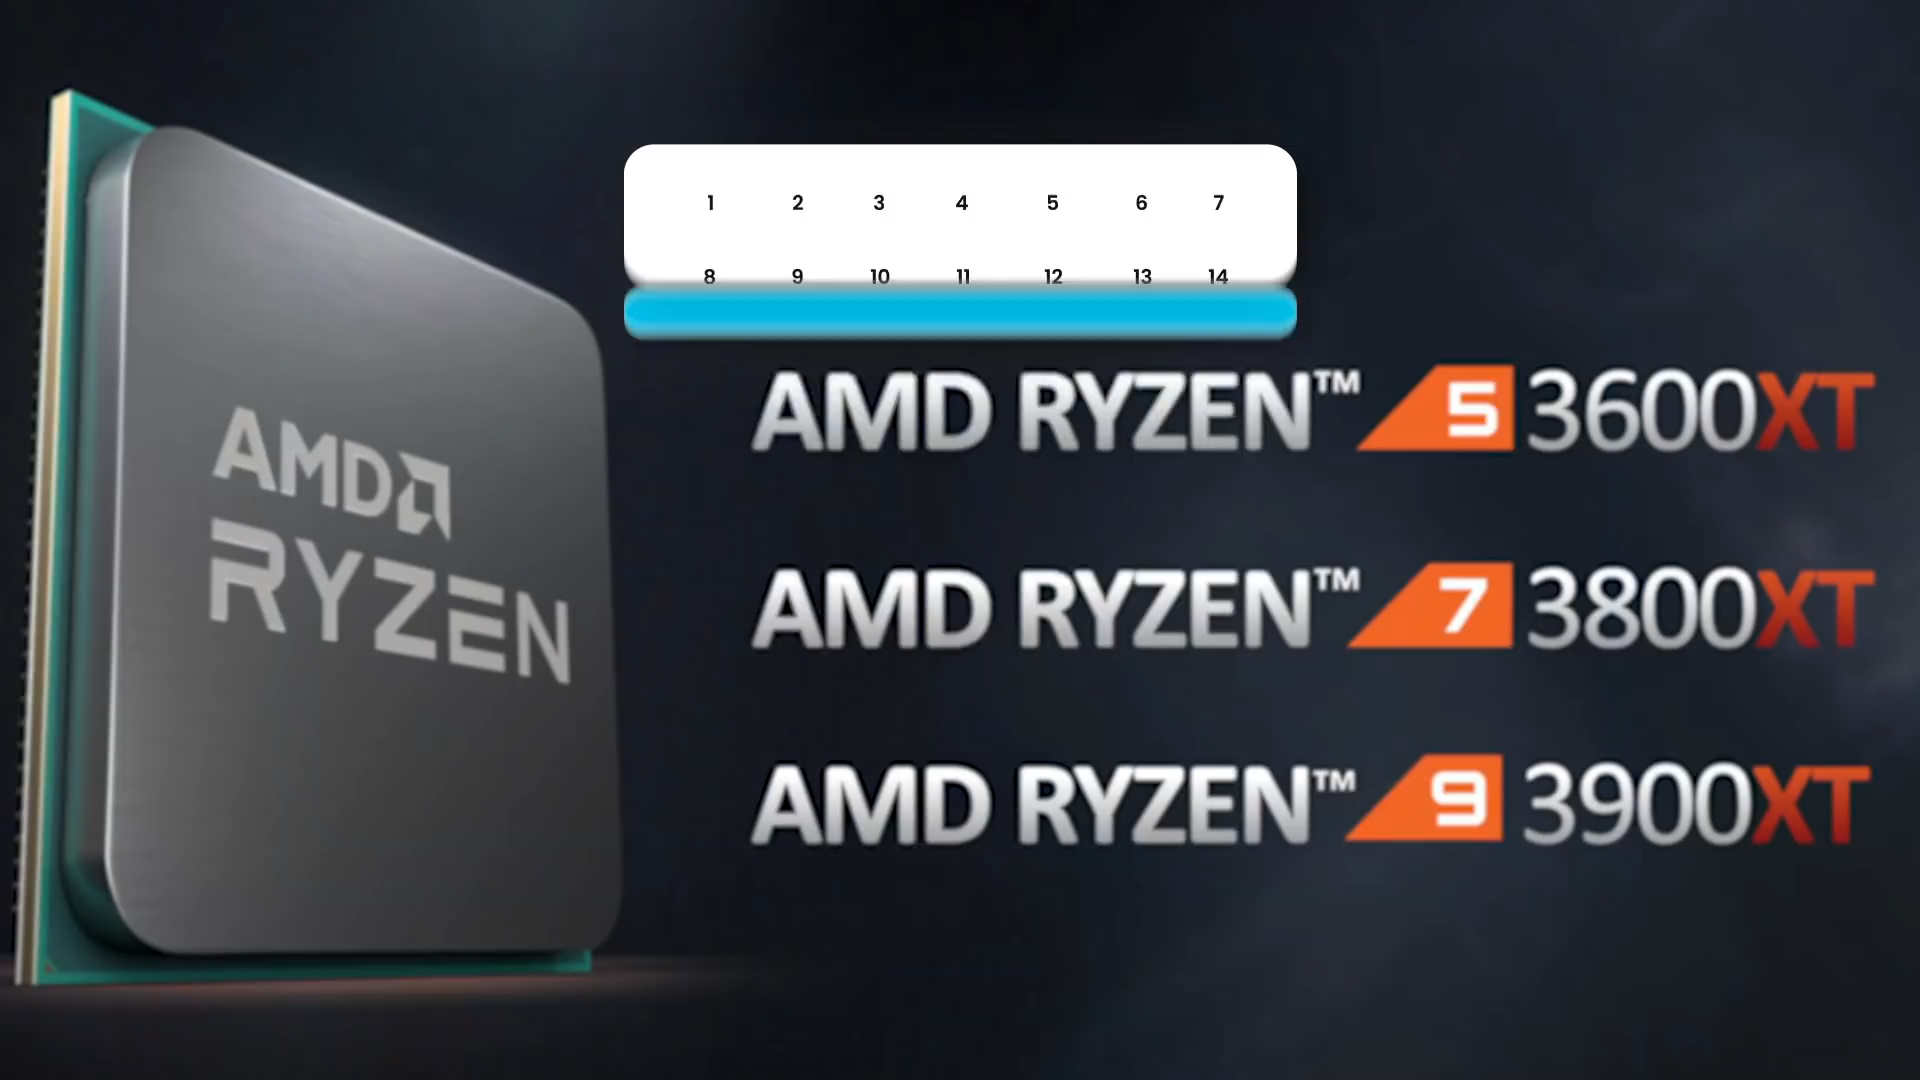 1 2 3 4 5 6 7
8 9 10 11 12 13 14
AMD
RYZEN
AMD RYZEN™ 5 3600XT
AMD RYZEN™ 7 3800XT
AMD RYZEN™ 9 3900XT